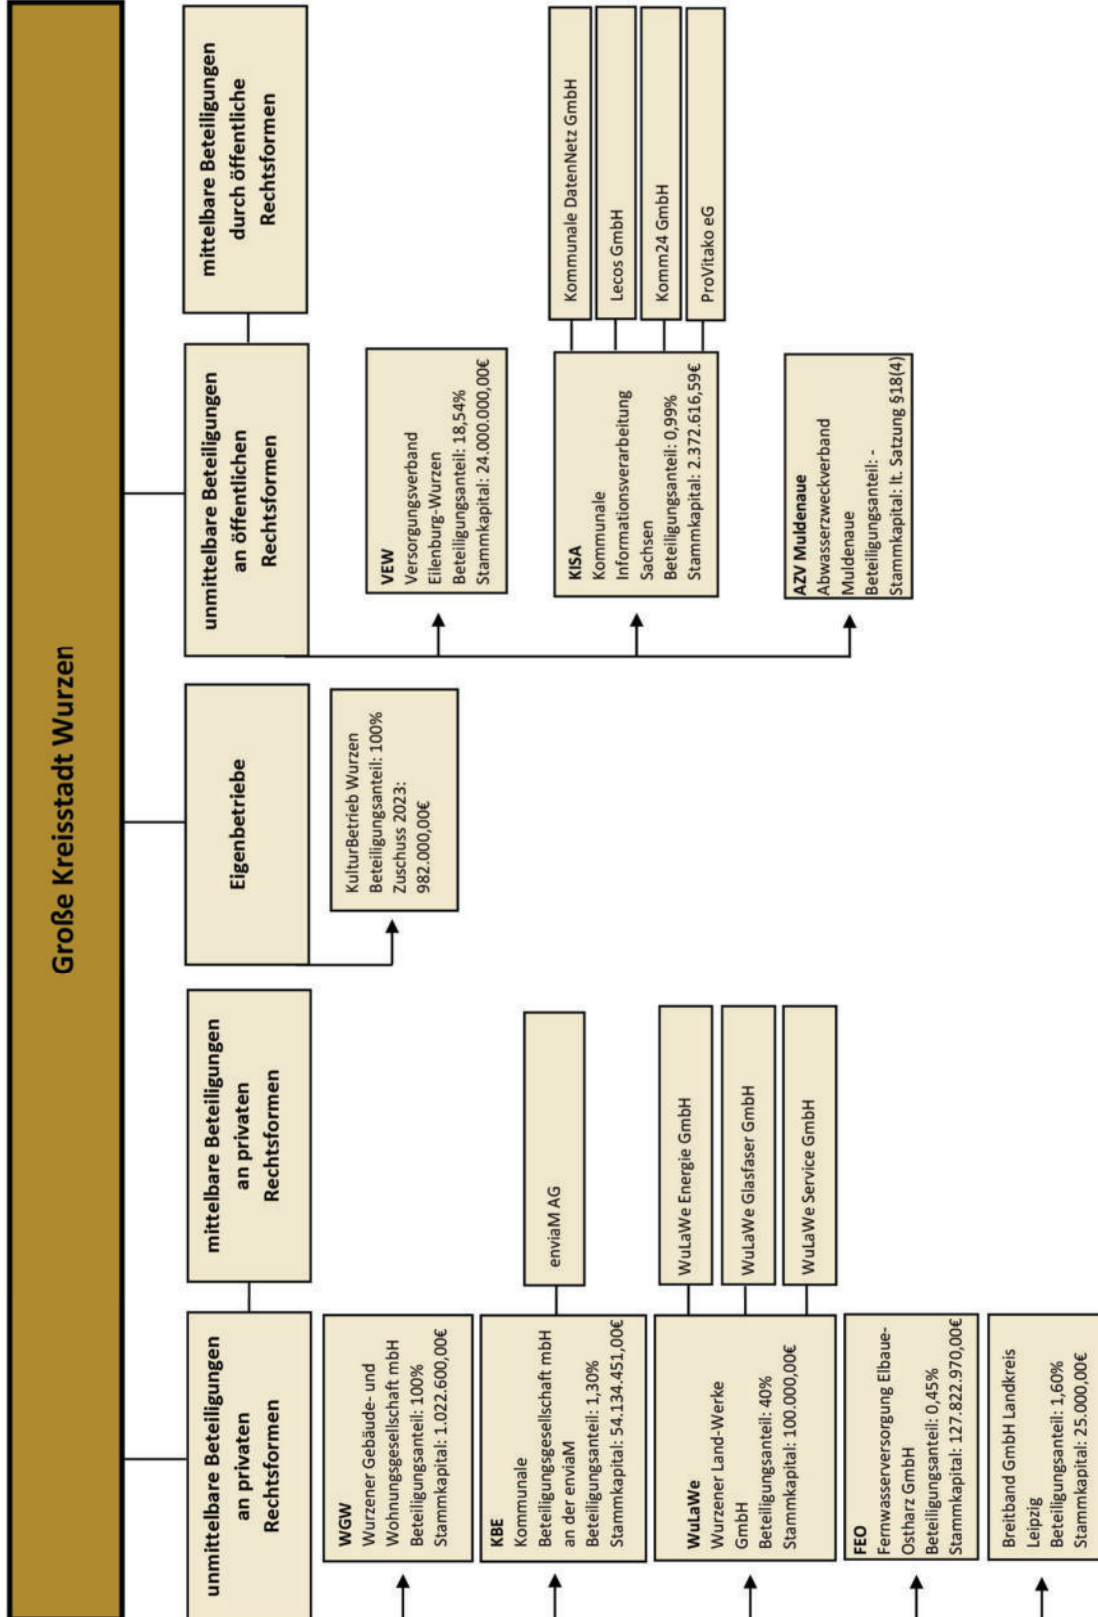 Große Kreisstadt Wurzen
unmittelbare Beteiligungen
an privaten
Rechtsformen
mittelbare Beteiligungen
an privaten
Rechtsformen
Eigenbetriebe
unmittelbare Beteiligungen
an öffentlichen
Rechtsformen
mittelbare Beteiligungen
durch öffentliche
Rechtsformen
WGW
Wurzener Gebäude- und
Wohnungsgesellschaft mbH
Beteiligungsanteil: 100%
Stammkapital: 1.022.600,00€
KBE
Kommunale
Beteiligungsgesellschaft mbH
an der enviaM
Beteiligungsanteil: 1,30%
Stammkapital: 54.134.451,00€
enviaM AG
WuLaWe
Wurzener Land-Werke
GmbH
Beteiligungsanteil: 40%
Stammkapital: 100.000,00€
WuLaWe Energie GmbH
WuLaWe Glasfaser GmbH
WuLaWe Service GmbH
FEO
Fernwasserversorgung Elbaue-
Ostharz GmbH
Beteiligungsanteil: 0,45%
Stammkapital: 127.822.970,00€
Breitband GmbH Landkreis
Leipzig
Beteiligungsanteil: 1,60%
Stammkapital: 25.000,00€
KulturBetrieb Wurzen
Beteiligungsanteil: 100%
Zuschuss 2023:
982.000,00€
VEW
Versorgungsverband
Eilenburg-Wurzen
Beteiligungsanteil: 18,54%
Stammkapital: 24.000.000,00€
KISA
Kommunale
Informationsverarbeitung
Sachsen
Beteiligungsanteil: 0,99%
Stammkapital: 2.372.616,59€
Kommunale DatenNetz GmbH
Lecos GmbH
Komm24 GmbH
ProVitako eG
AZV Muldenaue
Abwasserzweckverband
Muldenaue
Beteiligungsanteil: -
Stammkapital: lt. Satzung §18(4)